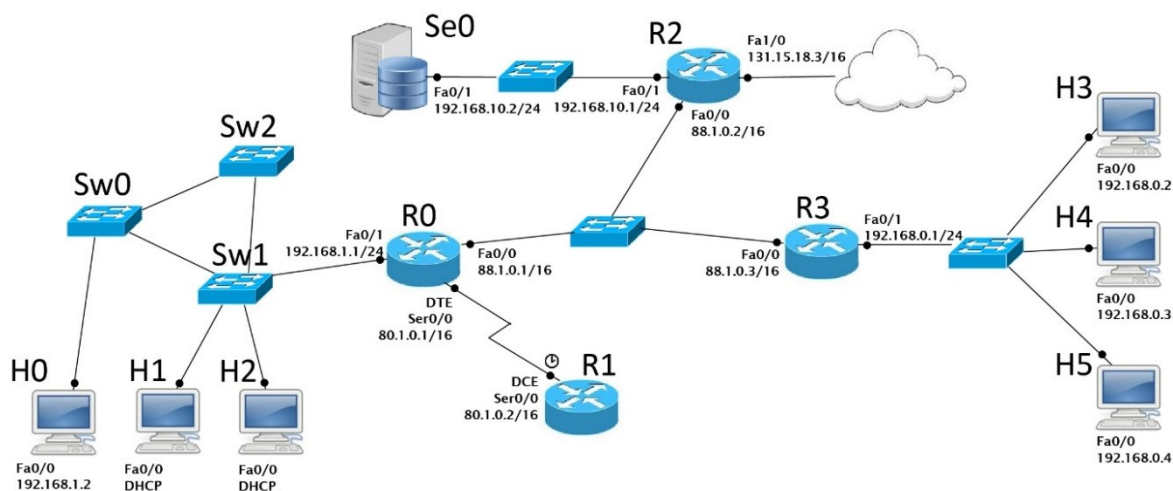 Se0
Fa0/1
192.168.10.2/24
R2
Fa0/1
192.168.10.1/24
Fa1/0
131.15.18.3/16
Fa0/0
88.1.0.2/16
Sw2
Sw0
Sw1
R0
Fa0/1
192.168.1.1/24
Fa0/0
88.1.0.1/16
DTE
Ser0/0
80.1.0.1/16
R1
DCE
Ser0/0
80.1.0.2/16
R3
Fa0/1
192.168.0.1/24
Fa0/0
88.1.0.3/16
H3
Fa0/0
192.168.0.2
H4
Fa0/0
192.168.0.3
H5
Fa0/0
192.168.0.4
H0
Fa0/0
192.168.1.2
H1
Fa0/0
DHCP
H2
Fa0/0
DHCP